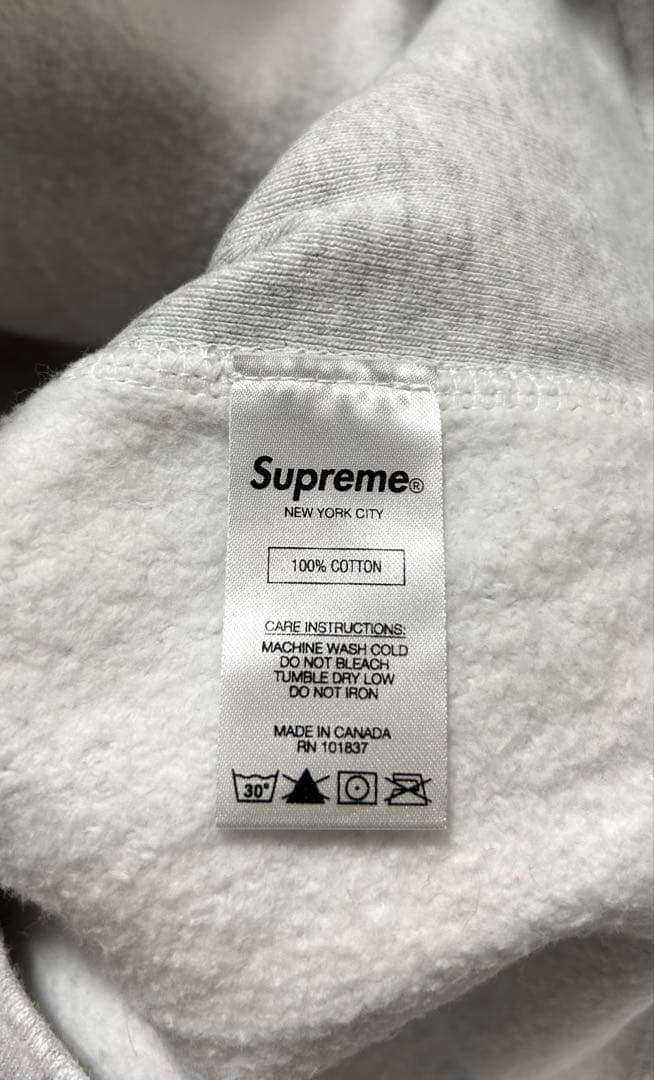 Supreme®
NEW YORK CITY
100% COTTON
CARE INSTRUCTIONS:
MACHINE WASH COLD
DO NOT BLEACH
TUMBLE DRY LOW
DO NOT IRON
MADE IN CANADA
RN 101837
30°